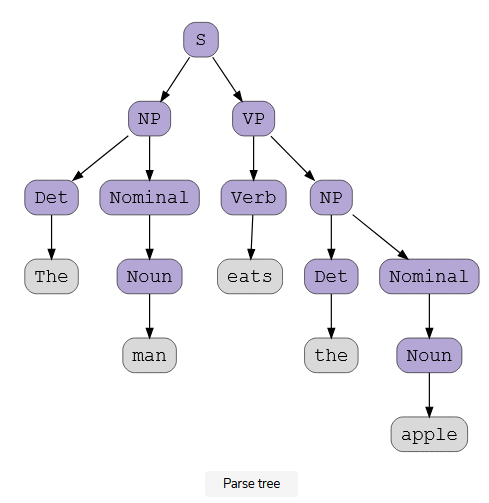 S
NP VP
Det Nominal Verb NP
The Noun eats Det Nominal
man the Noun
apple
Parse tree